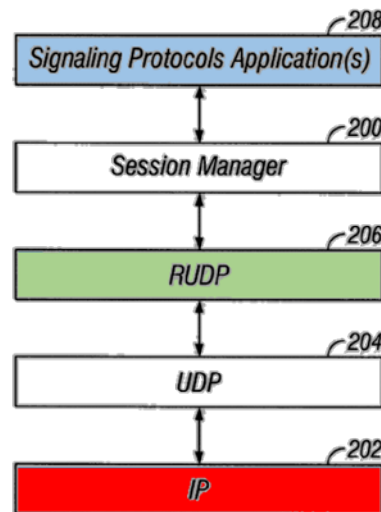 208
Signaling Protocols Application(s)
200
Session Manager
206
RUDP
204
UDP
202
IP